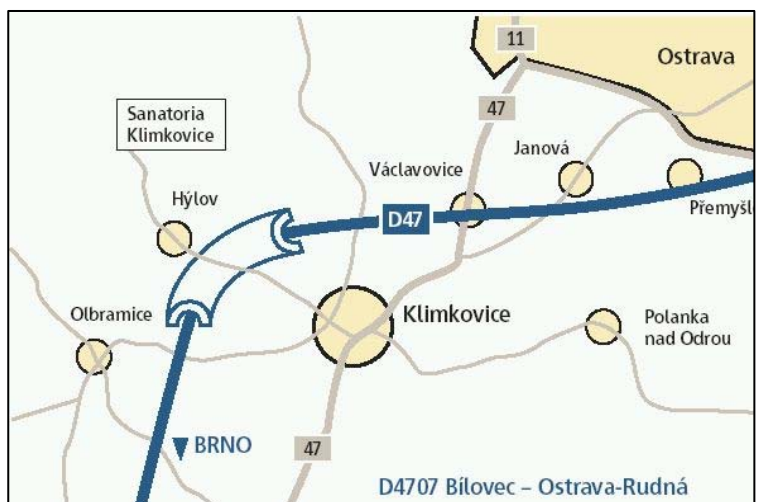 11
Ostrava
Sanatoria
Klimkovice
47
Janová
Václavovice
Hýlov
Přemyšl
D47
Olbramice
Klimkovice
Polanka
nad Odrou
BRNO
47
D4707 Bílovec – Ostrava-Rudná